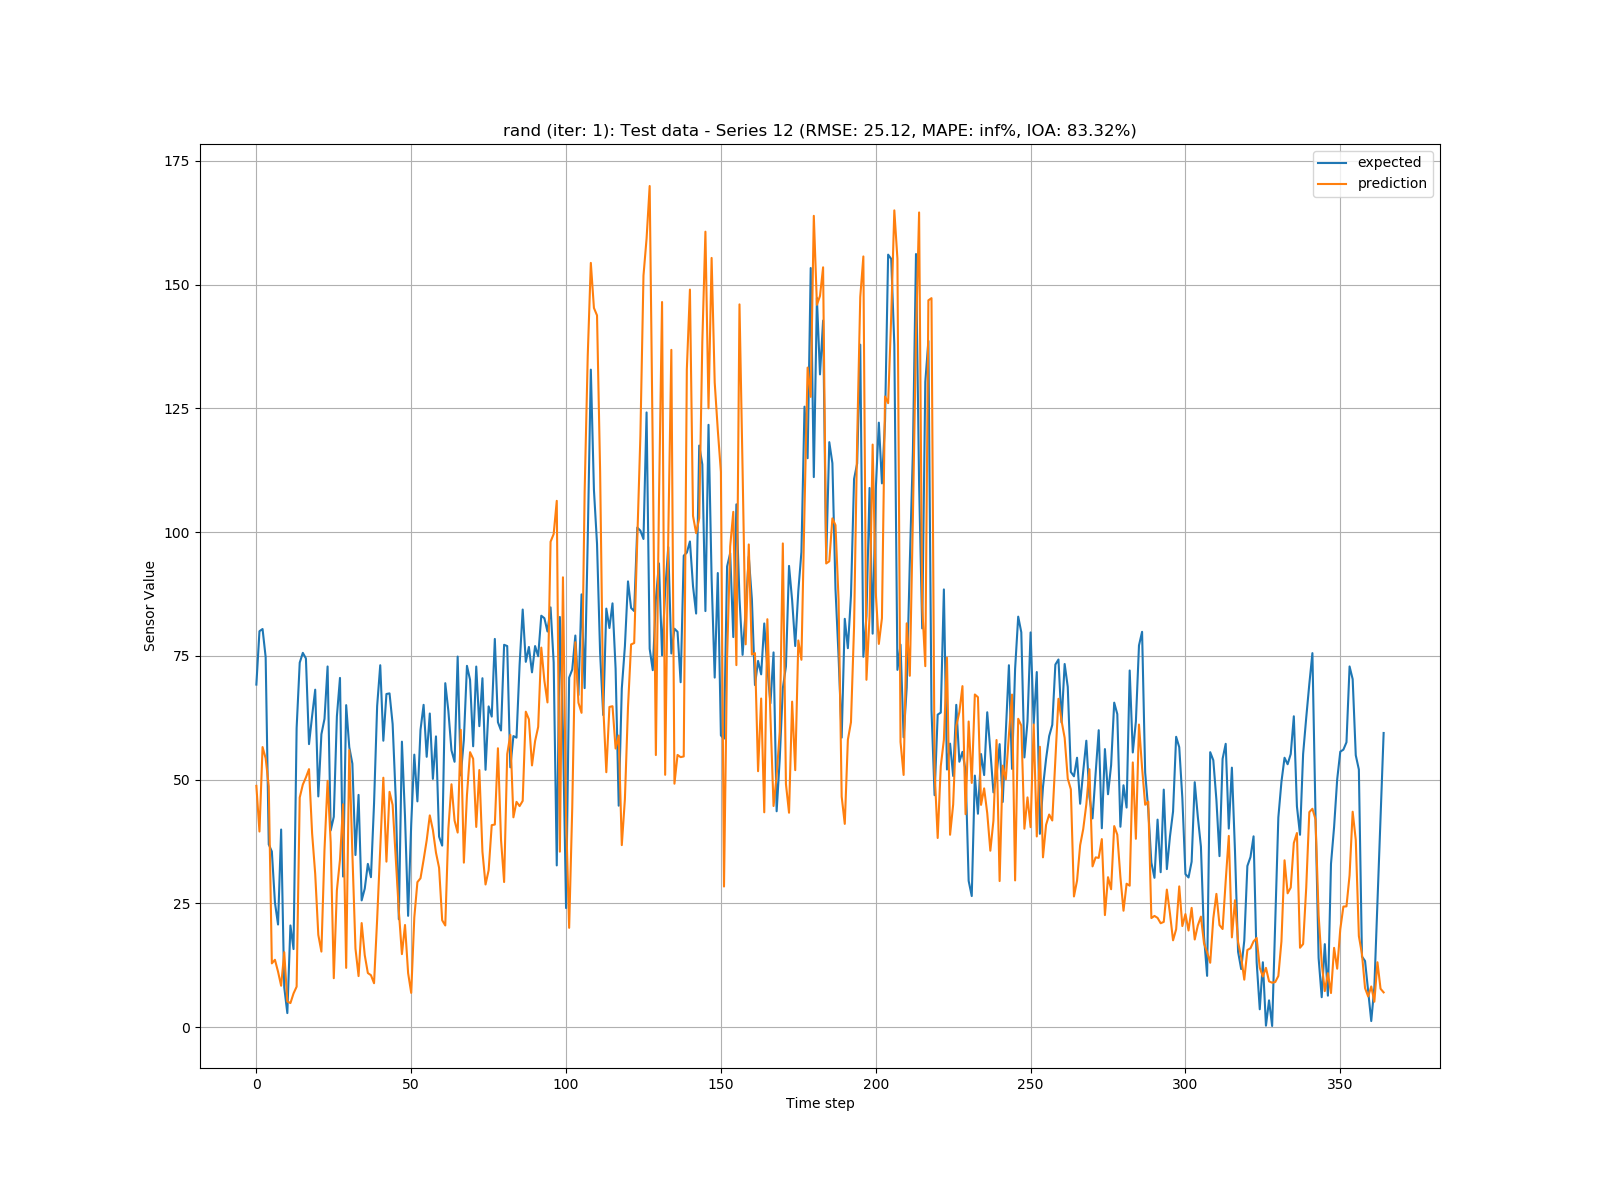 rand (iter: 1): Test data - Series 12 (RMSE: 25.12, MAPE: inf%, IOA: 83.32%)
expected
prediction
Sensor Value
175
150
125
100
75
50
25
0
0 50 100 150 200 250 300 350
Time step